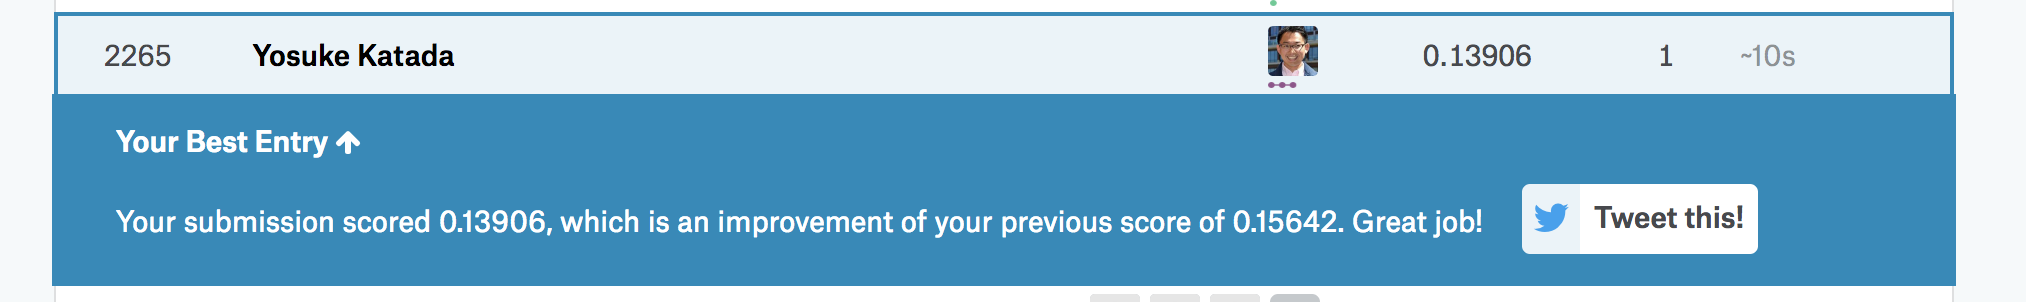 2265 Yosuke Katada 0.13906 1 ~10s
Your Best Entry ↑
Your submission scored 0.13906, which is an improvement of your previous score of 0.15642. Great job!
Tweet this!